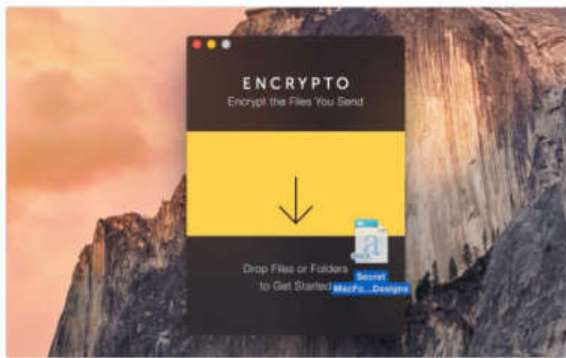 ENCRYPTO
Encrypt the Files You Send
Drop Files or Folders
to Get Started
Secret
MacFo...Designs